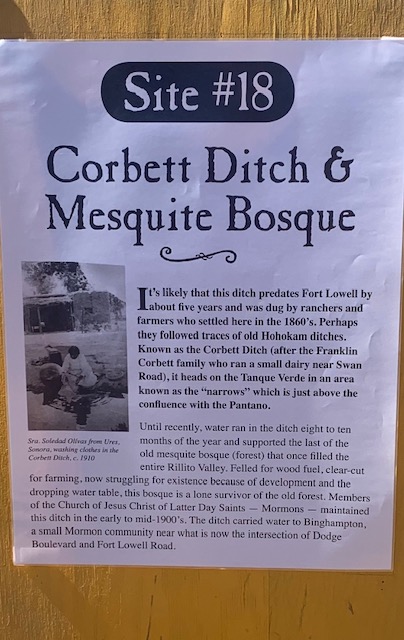 Site #18
Corbett Ditch &
Mesquite Bosque
It's likely that this ditch predates Fort Lowell by
about five years and was dug by ranchers and
farmers who settled here in the 1860's. Perhaps
they followed traces of old Hohokam ditches.
Known as the Corbett Ditch (after the Franklin
Corbett family who ran a small dairy near Swan
Road), it heads on the Tanque Verde in an area
known as the “narrows” which is just above the
confluence with the Pantano.
Sra. Soledad Olivas from Ures,
Sonora, washing clothes in the
Corbett Ditch, c. 1910
Until recently, water ran in the ditch eight to ten
months of the year and supported the last of the
old mesquite bosque (forest) that once filled the
entire Rillito Valley. Felled for wood fuel, clear-cut
for farming, now struggling for existence because of development and the
dropping water table, this bosque is a lone survivor of the old forest. Members
of the Church of Jesus Christ of Latter Day Saints — Mormons — maintained
this ditch in the early to mid-1900's. The ditch carried water to Binghampton,
a small Mormon community near what is now the intersection of Dodge
Boulevard and Fort Lowell Road.